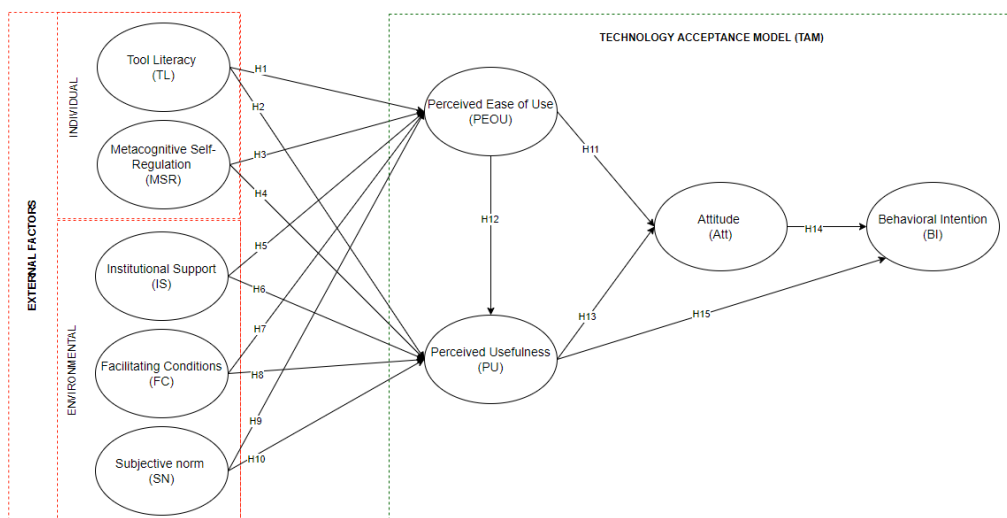 TECHNOLOGY ACCEPTANCE MODEL (TAM)
EXTERNAL FACTORS
INDIVIDUAL
Tool Literacy
(TL)
Metacognitive Self-
Regulation
(MSR)
ENVIRONMENTAL
Institutional Support
(IS)
Facilitating Conditions
(FC)
Subjective norm
(SN)
H1
H2
H3
H4
H5
H6
H7
H8
H9
H10
Perceived Ease of Use
(PEOU)
H12
Perceived Usefulness
(PU)
H11
H13
Attitude
(Att)
H14
H15
Behavioral Intention
(BI)